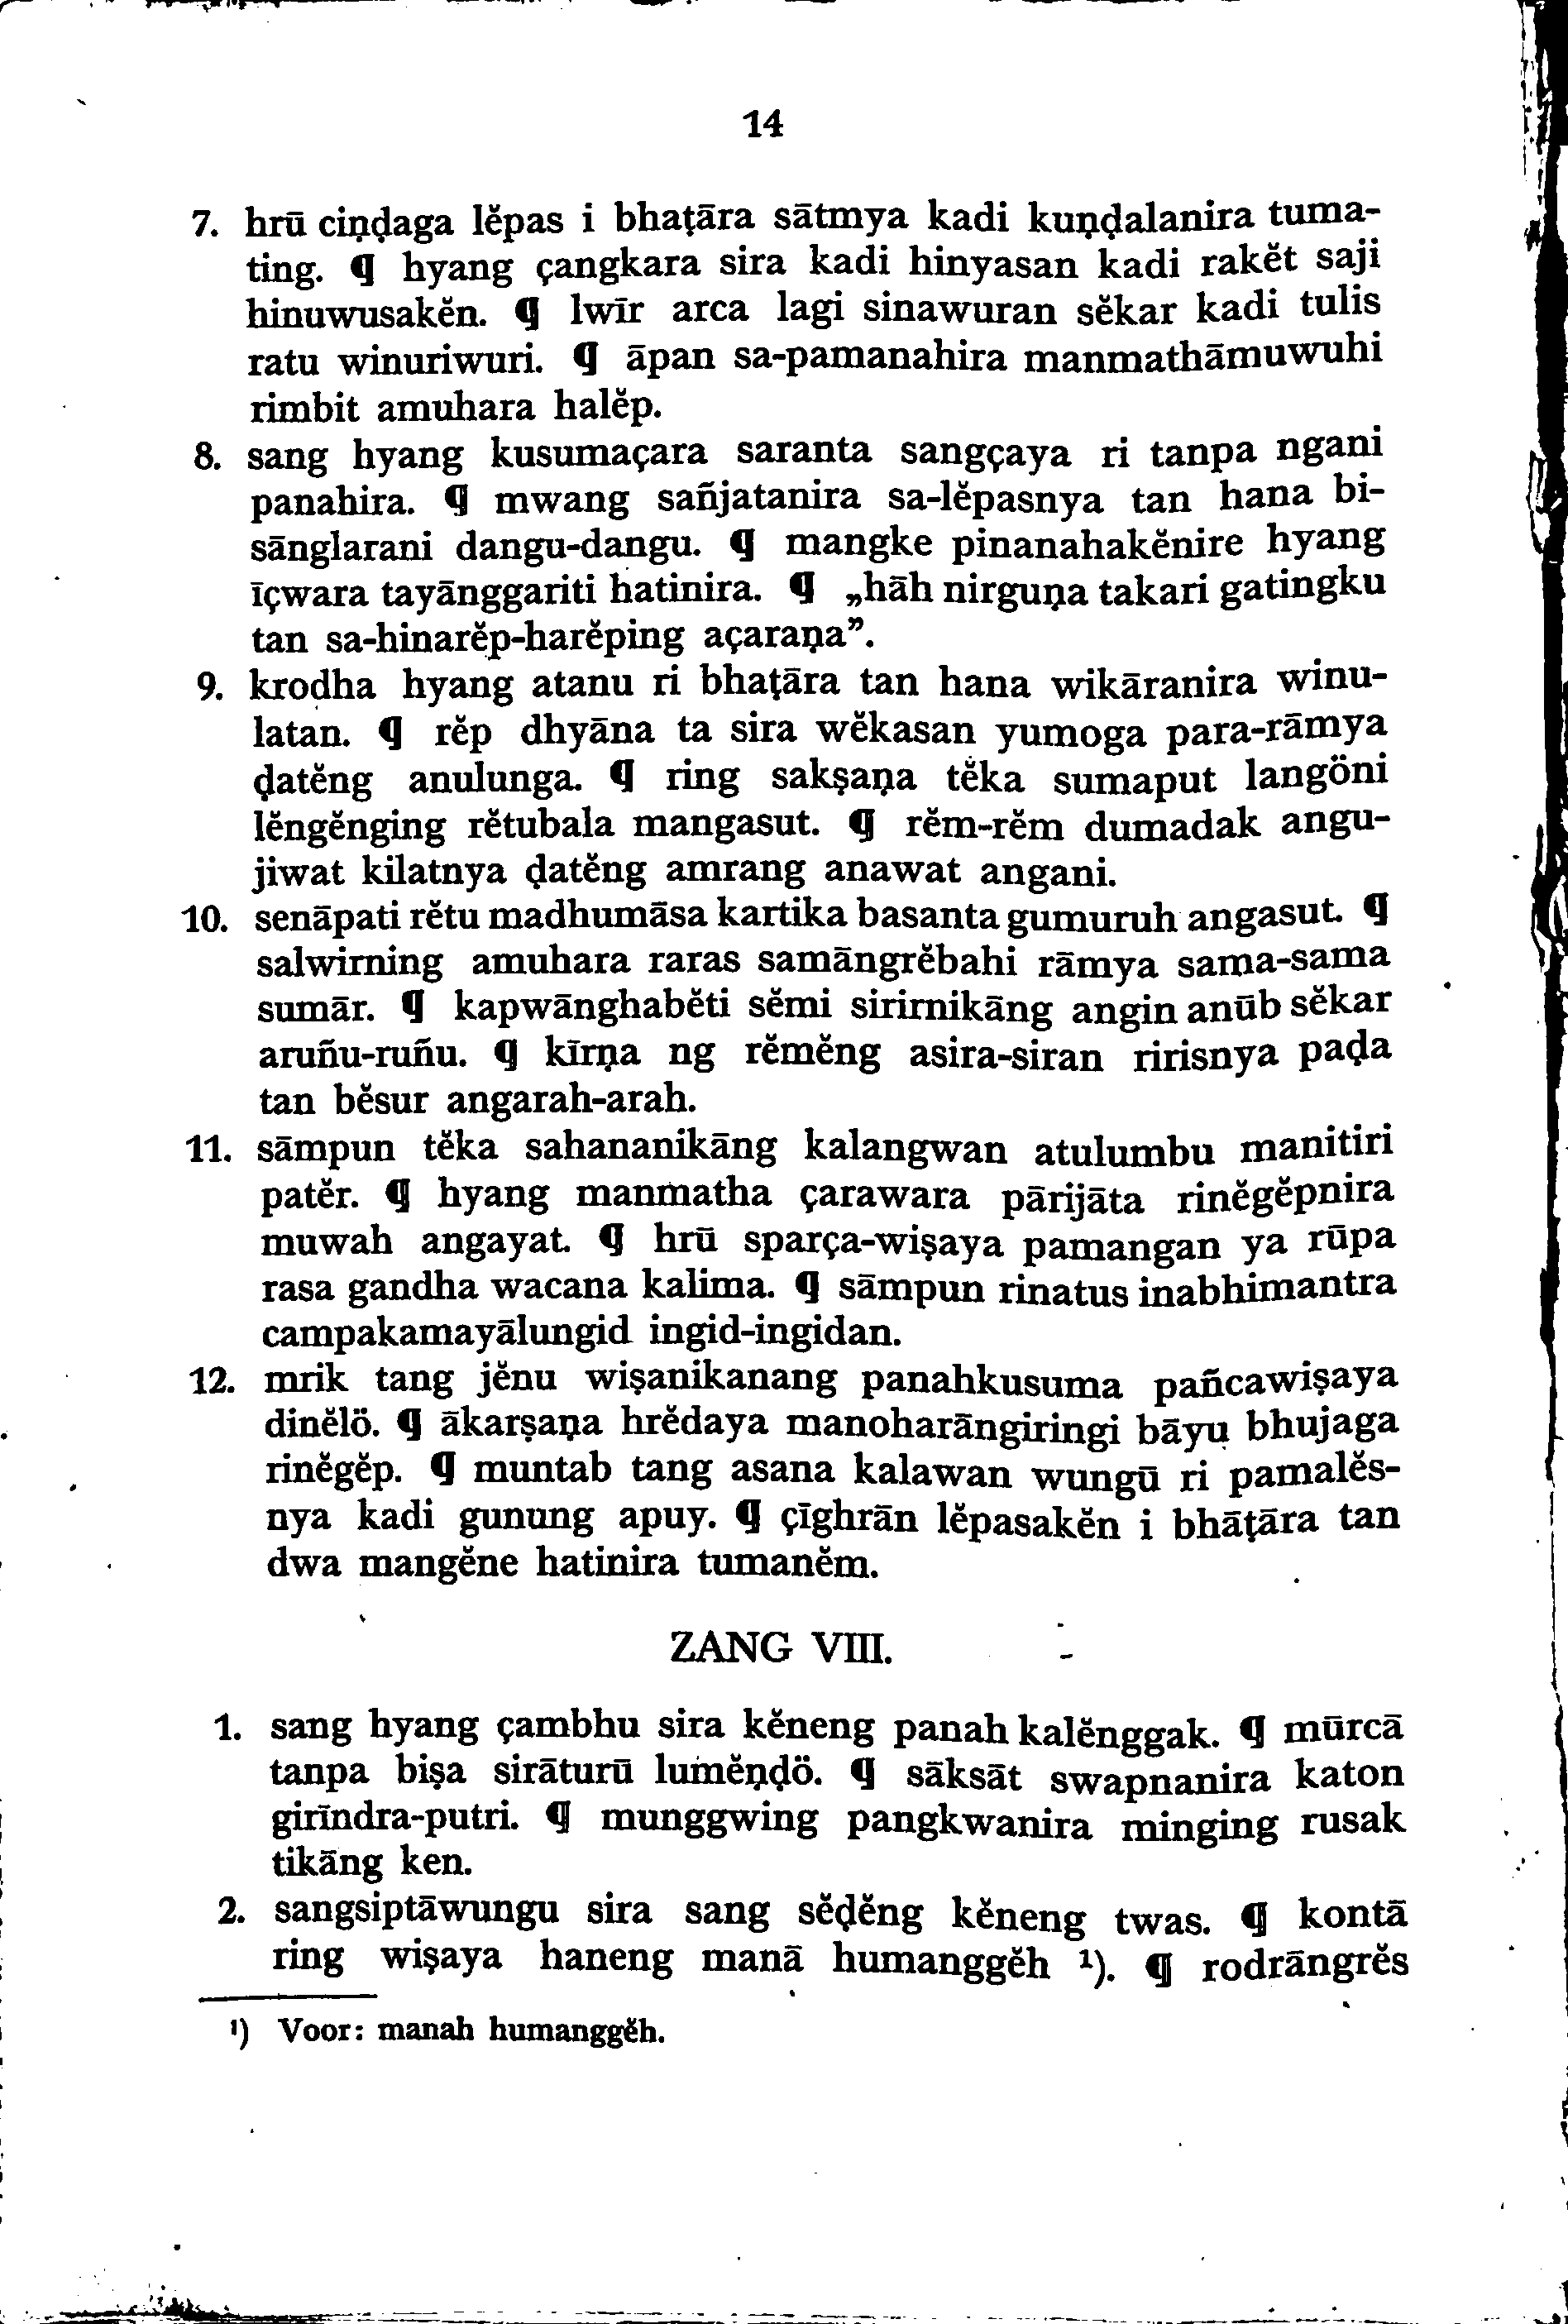 14
7. hrū ciṇḍaga lĕpas i bhaṭāra sātmya kadi kuṇḍalanira tuma-
ting. ¶ hyang çangkara sira kadi hinyasan kadi rakĕt saji
hinuwusakĕn. ¶ lwīr arca lagi sinawuran sĕkar kadi tulis
ratu winuriwuri. ¶ āpan sa-pamanahira manmathāmuwuhi
rimbit amuhara halĕp.
8. sang hyang kusumaçara saranta sangçaya ri tanpa ngani
panahira. ¶ mwang sañjatanira sa-lĕpasnya tan hana bi-
sānglarani dangu-dangu. ¶ mangke pinanahakĕnire hyang
īçwara tayānggariti hatinira. ¶ „hāh nirguṇa takari gatingku
tan sa-hinarĕp-harĕping açaraṇa”.
9. krodha hyang atanu ri bhaṭāra tan hana wikāranira winu-
latan. ¶ rĕp dhyāna ta sira wĕkasan yumoga para-rāmya
ḍatĕng anulunga. ¶ ring sakṣaṇa tĕka sumaput langöni
lĕngĕnging rĕtubala mangasut. ¶ rĕm-rĕm dumadak angu-
jiwat kilatnya ḍatĕng amrang anawat angani.
10. senāpati rĕtu madhumāsa kartika basanta gumuruh angasut. ¶
salwirning amuhara raras samāngrĕbahi rāmya sama-sama
sumār. ¶ kapwānghabĕti sĕmi sirirnikāng angin anūb sĕkar
aruñu-ruñu. ¶ kīrṇa ng rĕmĕng asira-siran ririsnya paḍa
tan bĕsur angarah-arah.
11. sāmpun tĕka sahananikāng kalangwan atulumbu manitiri
patĕr. ¶ hyang manmatha çarawara pārijāta rinĕgĕpnira
muwah angayat. ¶ hrū sparça-wiṣaya pamangan ya rūpa
rasa gandha wacana kalima. ¶ sāmpun rinatus inabhimantra
campakamayālungid ingid-ingidan.
12. mrik tang jĕnu wiṣanikanang panahkusuma pañcawiṣaya
dinĕlö. ¶ ākarṣaṇa hrĕdaya manoharāngiringi bāyu bhujaga
rinĕgĕp. ¶ muntab tang asana kalawan wungū ri pamalĕs-
nya kadi gunung apuy. ¶ çīghrān lĕpasakĕn i bhāṭāra tan
dwa mangĕne hatinira tumanĕm.
ZANG VIII.
1. sang hyang çambhu sira kĕneng panah kalĕnggak. ¶ mūrcā
tanpa biṣa sirāturū lumĕṇḍö. ¶ sāksāt swapnanira katon
girīndra-putri. ¶ munggwing pangkwanira minging rusak
tikāng ken.
2. sangsiptāwungu sira sang sĕḍĕng kĕneng twas. ¶ kontā
ring wiṣaya haneng manā humanggĕh ¹). ¶ rodrāngrĕs
¹) Voor: manah humanggĕh.